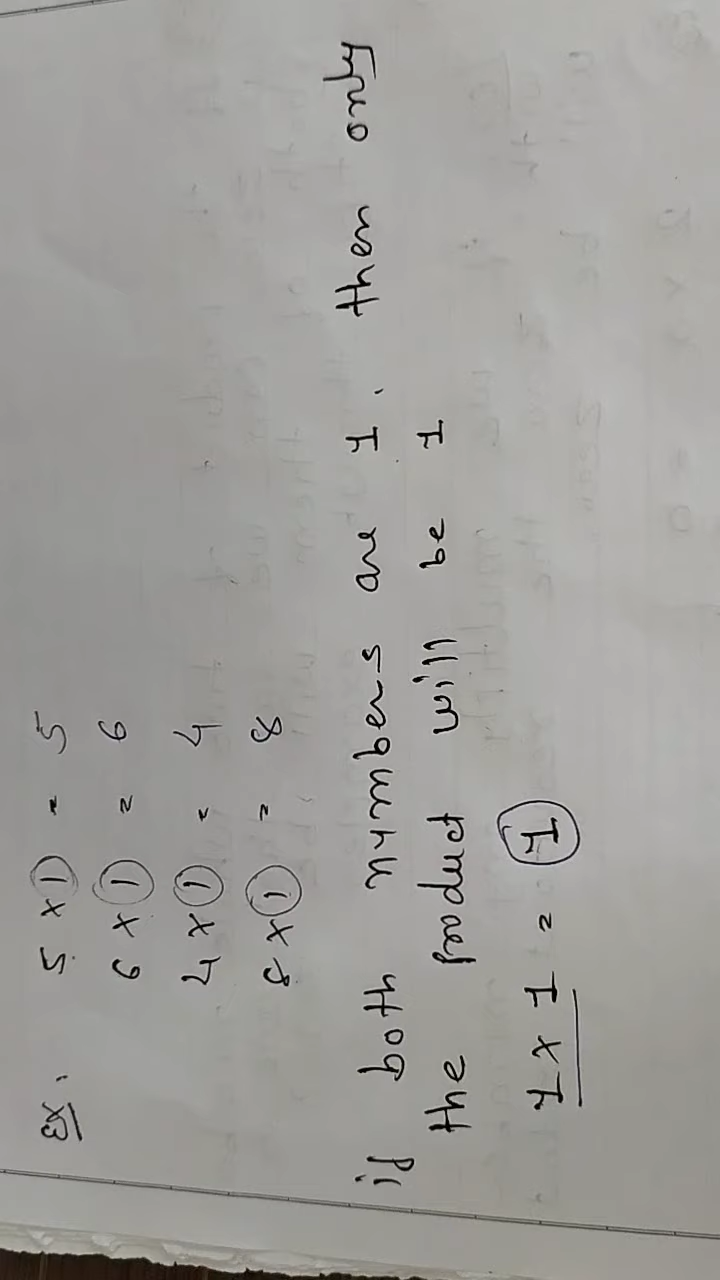 Ex. 5 x 1 = 5
6 x 1 = 6
4 x 1 = 4
8 x 1 = 8
if both numbers are 1, then only
the product will be 1
1 x 1 = 1